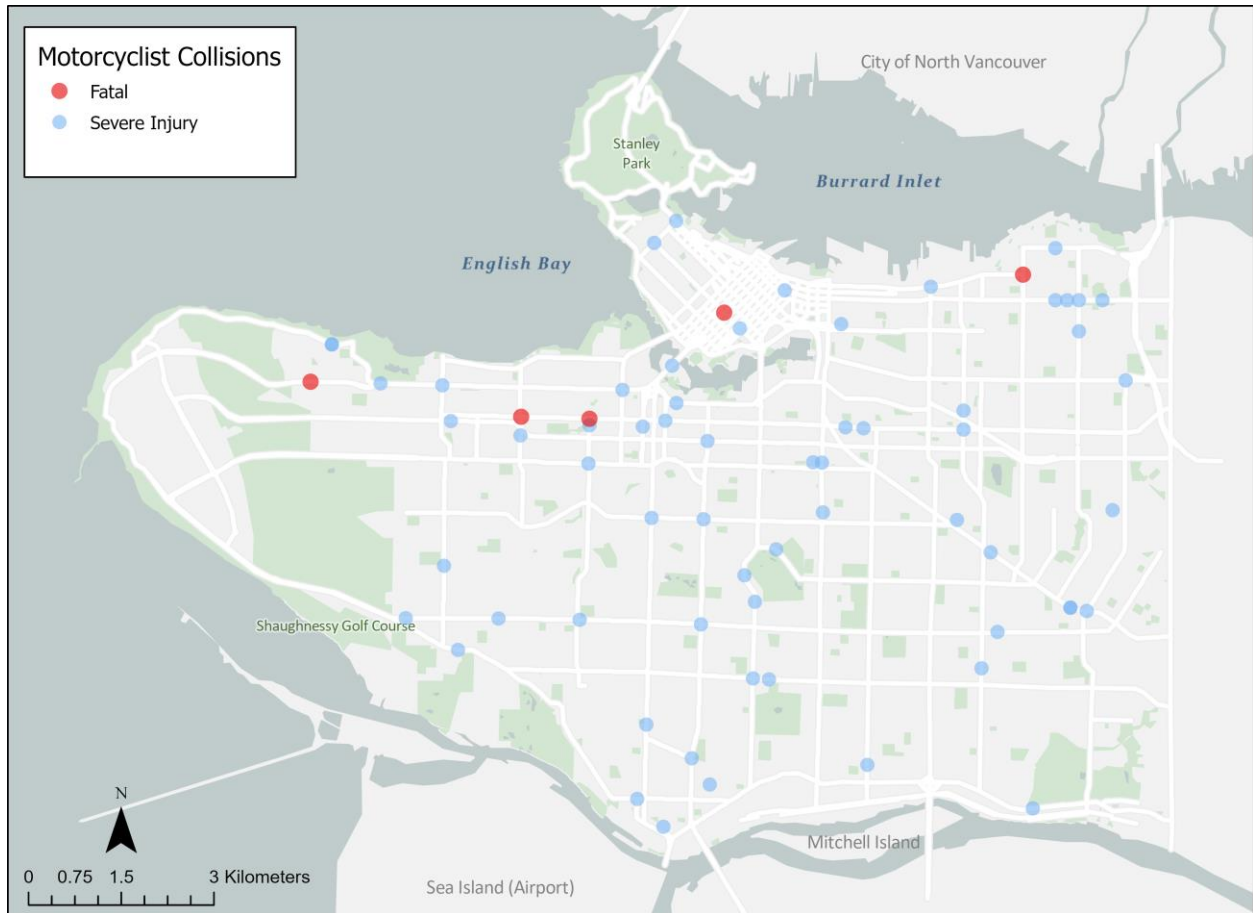 Motorcyclist Collisions
Fatal
Severe Injury
City of North Vancouver
Stanley
Park
Burrard Inlet
English Bay
Shaughnessy Golf Course
N
0 0.75 1.5 3 Kilometers
Mitchell Island
Sea Island (Airport)